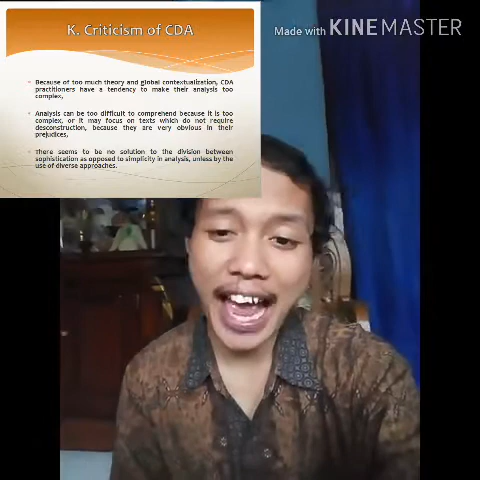 K. Criticism of CDA
Made with KINEMASTER
Because of too much theory and global contextualization, CDA
practitioners have a tendency to make their analysis too
complex,
Analysis can be too difficult to comprehend because it is too
complex, or it may focus on texts which do not require
desconstruction, because they are very obvious in their
prejudices,
There seems to be no solution to the division between
sophistication as opposed to simplicity in analysis, unless by the
use of diverse approaches.